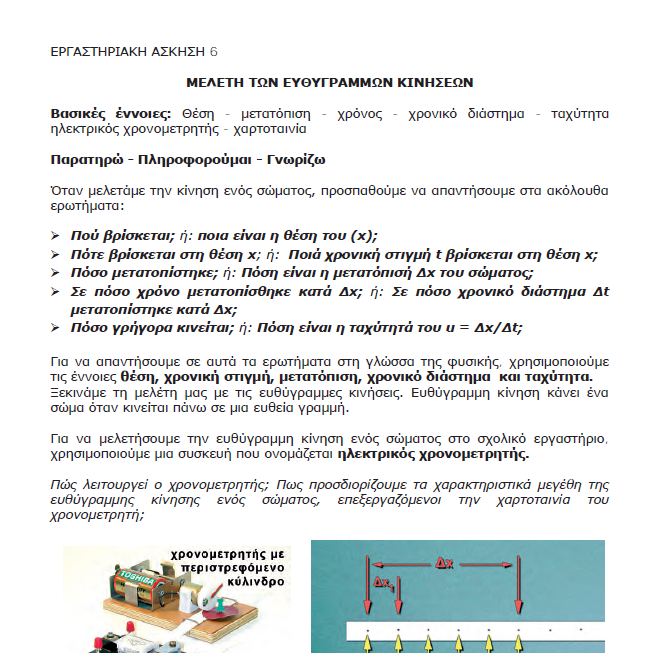 ΕΡΓΑΣΤΗΡΙΑΚΗ ΑΣΚΗΣΗ 6
ΜΕΛΕΤΗ ΤΩΝ ΕΥΘΥΓΡΑΜΜΩΝ ΚΙΝΗΣΕΩΝ
Βασικές έννοιες: Θέση - μετατόπιση - χρόνος - χρονικό διάστημα - ταχύτητα
ηλεκτρικός χρονομετρητής - χαρτοταινία
Παρατηρώ - Πληροφορούμαι - Γνωρίζω
Όταν μελετάμε την κίνηση ενός σώματος, προσπαθούμε να απαντήσουμε στα ακόλουθα
ερωτήματα:
➢ Πού βρίσκεται; ή: ποια είναι η θέση του (x);
➢ Πότε βρίσκεται στη θέση x; ή: Ποιά χρονική στιγμή t βρίσκεται στη θέση x;
➢ Πόσο μετατοπίστηκε; ή: Πόση είναι η μετατόπισή Δx του σώματος;
➢ Σε πόσο χρόνο μετατοπίσθηκε κατά Δx; ή: Σε πόσο χρονικό διάστημα Δt
μετατοπίστηκε κατά Δx;
➢ Πόσο γρήγορα κινείται; ή: Πόση είναι η ταχύτητά του u = Δx/Δt;
Για να απαντήσουμε σε αυτά τα ερωτήματα στη γλώσσα της φυσικής, χρησιμοποιούμε
τις έννοιες θέση, χρονική στιγμή, μετατόπιση, χρονικό διάστημα και ταχύτητα.
Ξεκινάμε τη μελέτη μας με τις ευθύγραμμες κινήσεις. Ευθύγραμμη κίνηση κάνει ένα
σώμα όταν κινείται πάνω σε μια ευθεία γραμμή.
Για να μελετήσουμε την ευθύγραμμη κίνηση ενός σώματος στο σχολικό εργαστήριο,
χρησιμοποιούμε μια συσκευή που ονομάζεται ηλεκτρικός χρονομετρητής.
Πώς λειτουργεί ο χρονομετρητής; Πως προσδιορίζουμε τα χαρακτηριστικά μεγέθη της
ευθύγραμμης κίνησης ενός σώματος, επεξεργαζόμενοι την χαρτοταινία του
χρονομετρητή;
χρονομετρητής με
περιστρεφόμενο
κύλινδρο
TOSHIBA
Δx
Δx₁